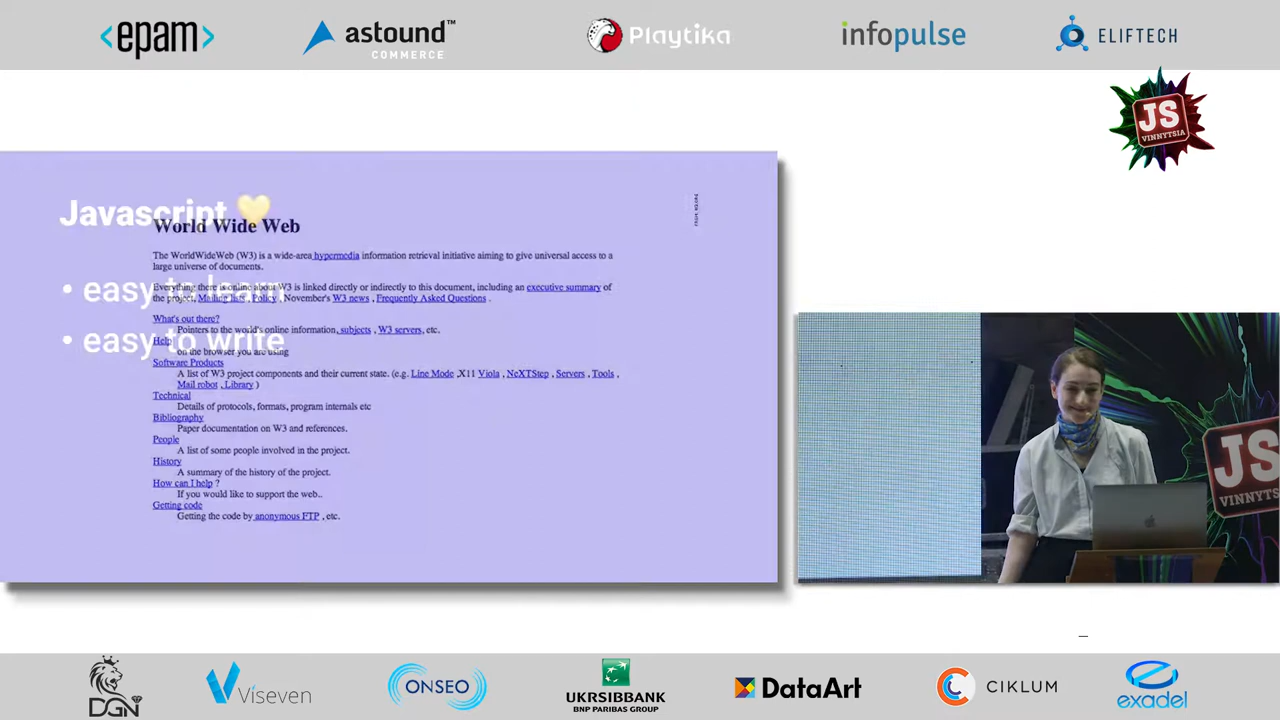 <epam>
astound™
COMMERCE
Playtika
infopulse
ELIFTECH
JS
VINNYTSIA
Javascript 💛
World Wide Web
The WorldWideWeb (W3) is a wide-area hypermedia information retrieval initiative aiming to give universal access to a
large universe of documents.
• easy to learn
Everything there is online about W3 is linked directly or indirectly to this document, including an executive summary of
the project, Mailing lists , Policy , November's W3 news , Frequently Asked Questions .
What's out there?
Pointers to the world's online information, subjects , W3 servers, etc.
• easy to write
Help
on the browser you are using
Software Products
A list of W3 project components and their current state. (e.g. Line Mode ,X11 Viola , NeXTStep , Servers , Tools ,
Mail robot , Library )
Technical
Details of protocols, formats, program internals etc
Bibliography
Paper documentation on W3 and references.
People
A list of some people involved in the project.
History
A summary of the history of the project.
How can I help ?
If you would like to support the web..
Getting code
Getting the code by anonymous FTP , etc.
JS
VINNYTS
DGN
Viseven
ONSEO
UKRSIBBANK
BNP PARIBAS GROUP
DataArt
CIKLUM
exadel